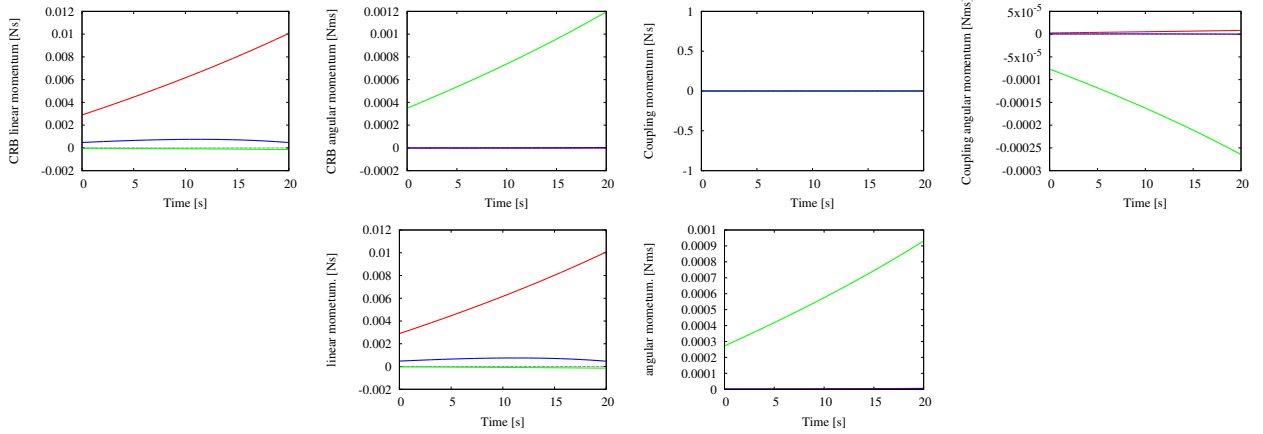 CRB linear momentum [Ns]
0.012
0.01
0.008
0.006
0.004
0.002
0
-0.002
0 5 10 15 20
Time [s]
CRB angular momentum [Nms]
0.0012
0.001
0.0008
0.0006
0.0004
0.0002
0
-0.0002
0 5 10 15 20
Time [s]
Coupling momentum [Ns]
1
0.5
0
-0.5
-1
0 5 10 15 20
Time [s]
Coupling angular momentum [Nms]
5x10-5
0
-5x10-5
-0.0001
-0.00015
-0.0002
-0.00025
-0.0003
0 5 10 15 20
Time [s]
linear mometum. [Ns]
0.012
0.01
0.008
0.006
0.004
0.002
0
-0.002
0 5 10 15 20
Time [s]
angular mometum. [Nms]
0.001
0.0009
0.0008
0.0007
0.0006
0.0005
0.0004
0.0003
0.0002
0.0001
0
0 5 10 15 20
Time [s]